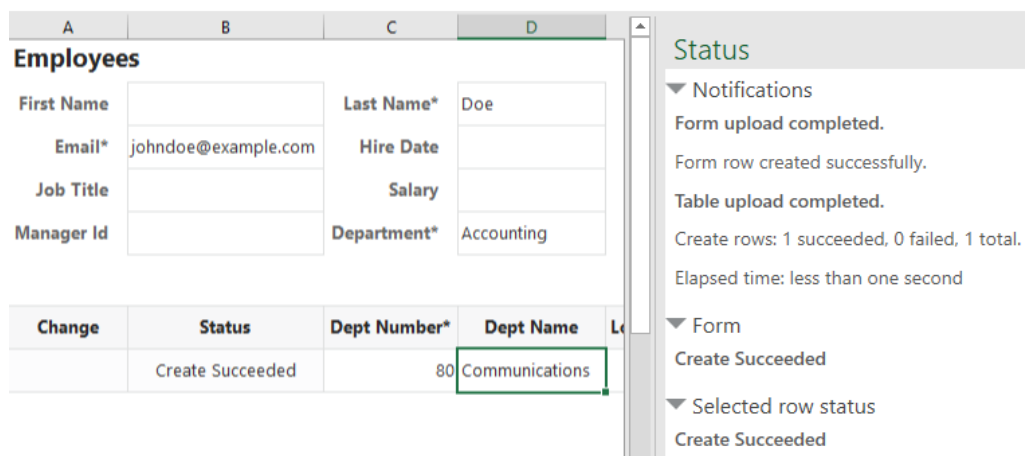 A B C D
Employees
First Name Last Name* Doe
Email* johndoe@example.com Hire Date
Job Title Salary
Manager Id Department* Accounting
Change Status Dept Number* Dept Name
Create Succeeded 80 Communications
Status
Notifications
Form upload completed.
Form row created successfully.
Table upload completed.
Create rows: 1 succeeded, 0 failed, 1 total.
Elapsed time: less than one second
Form
Create Succeeded
Selected row status
Create Succeeded